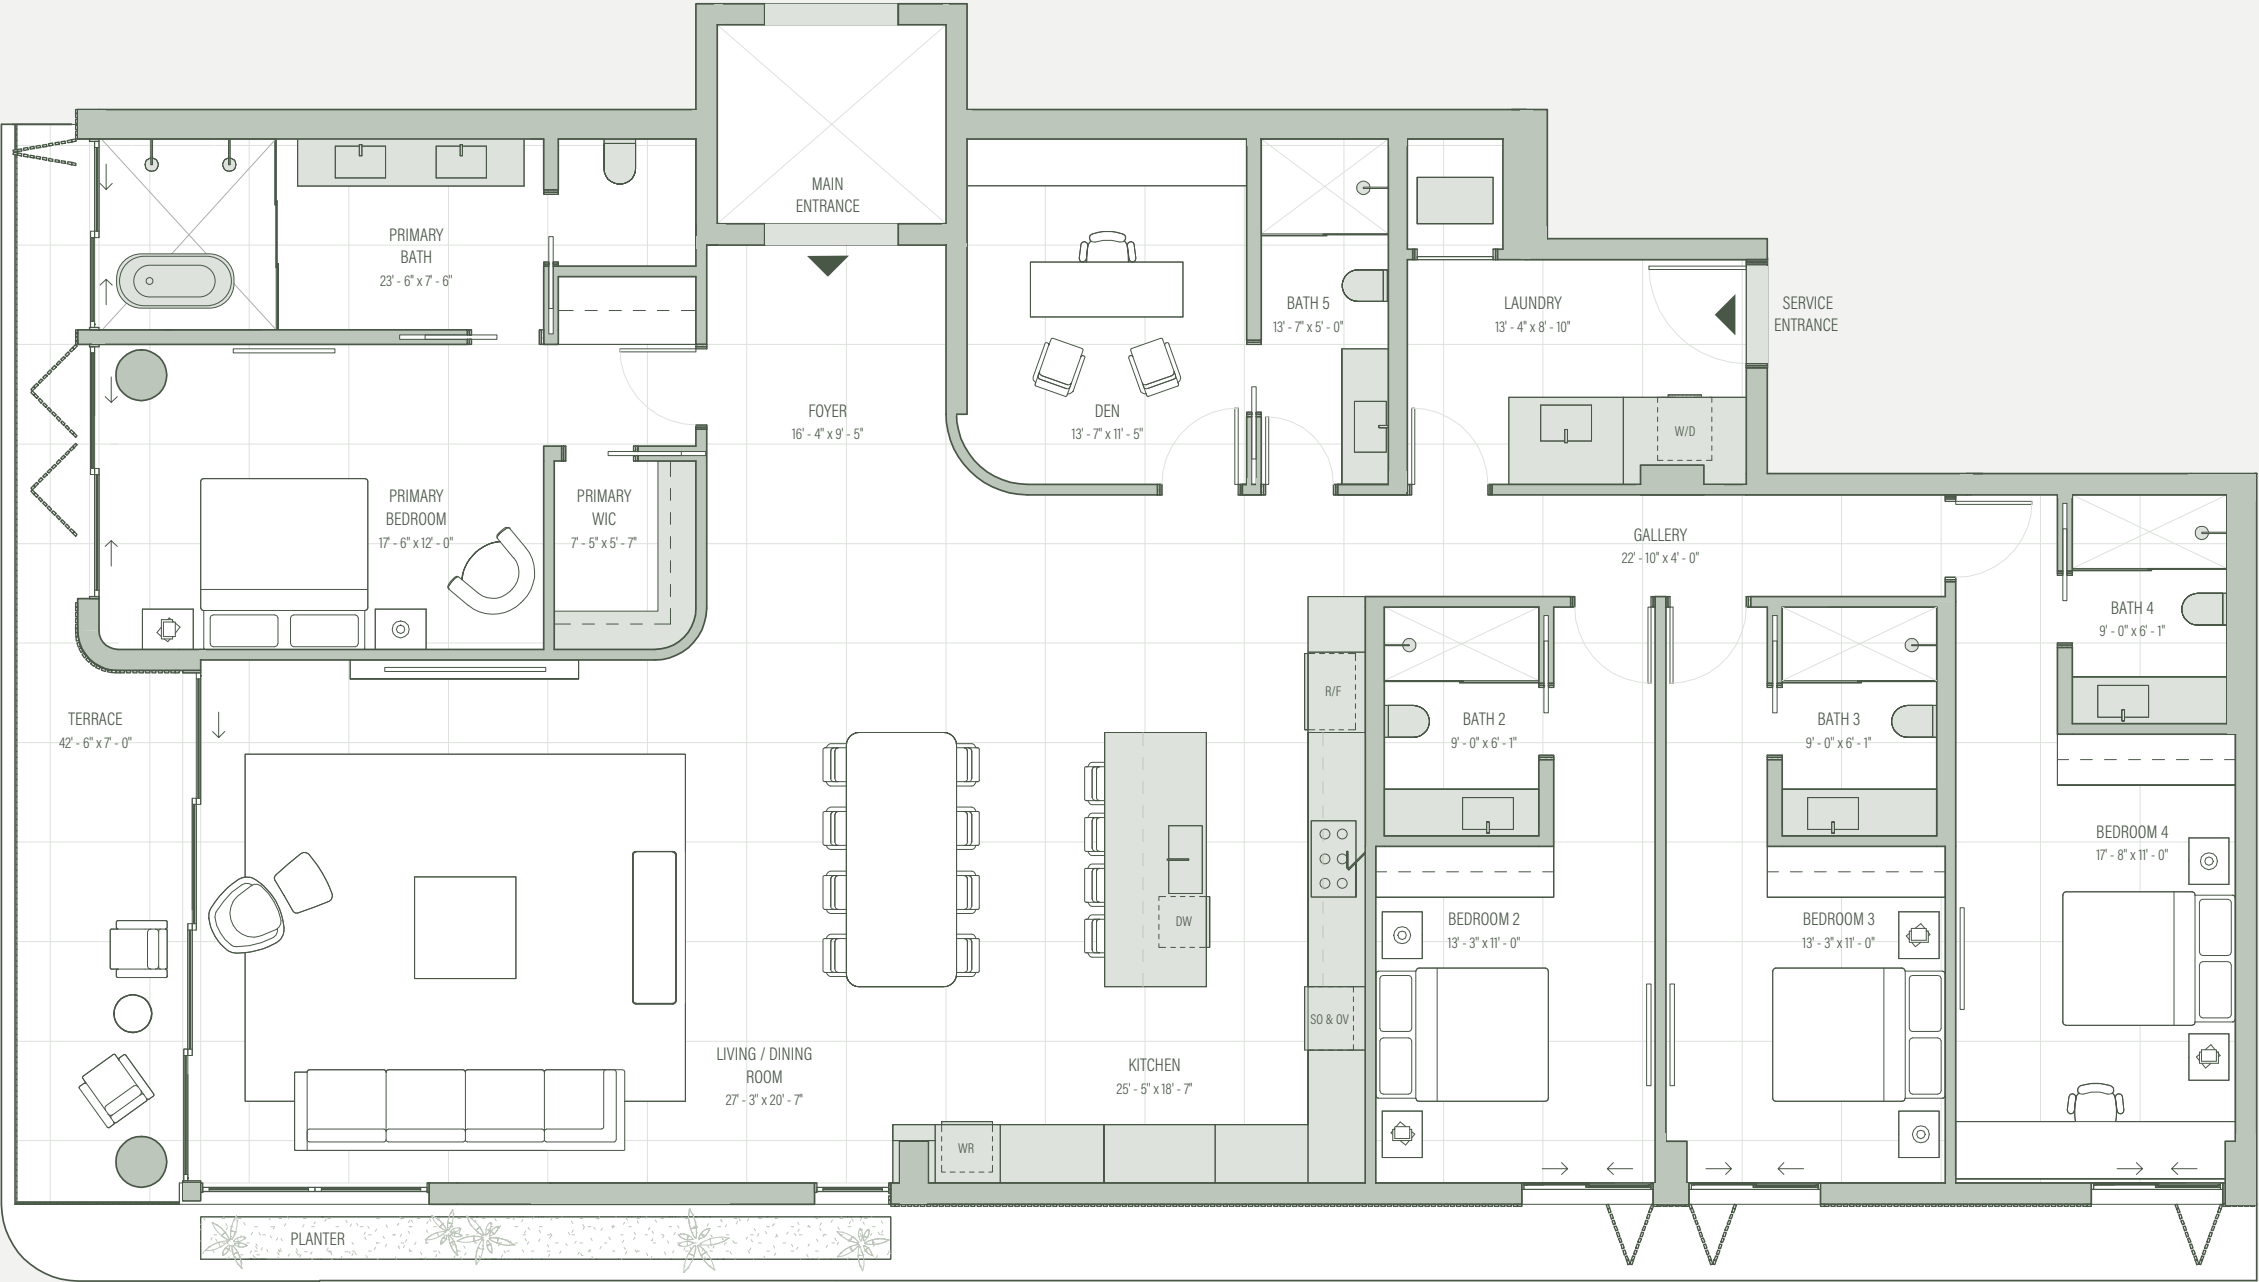 MAIN
ENTRANCE
PRIMARY
BATH
23' - 6" x 7' - 6"
BATH 5
13' - 7" x 5' - 0"
LAUNDRY
13' - 4" x 8' - 10"
SERVICE
ENTRANCE
FOYER
16' - 4" x 9' - 5"
DEN
13' - 7" x 11' - 5"
W/D
PRIMARY
BEDROOM
17' - 6" x 12' - 0"
PRIMARY
WIC
7' - 5" x 5' - 7"
GALLERY
22' - 10" x 4' - 0"
BATH 4
9' - 0" x 6' - 1"
TERRACE
42' - 6" x 7' - 0"
R/F
BATH 2
9' - 0" x 6' - 1"
BATH 3
9' - 0" x 6' - 1"
BEDROOM 4
17' - 8" x 11' - 0"
DW
BEDROOM 2
13' - 3" x 11' - 0"
BEDROOM 3
13' - 3" x 11' - 0"
SO & OV
LIVING / DINING
ROOM
27' - 3" x 20' - 7"
KITCHEN
25' - 5" x 18' - 7"
WR
PLANTER